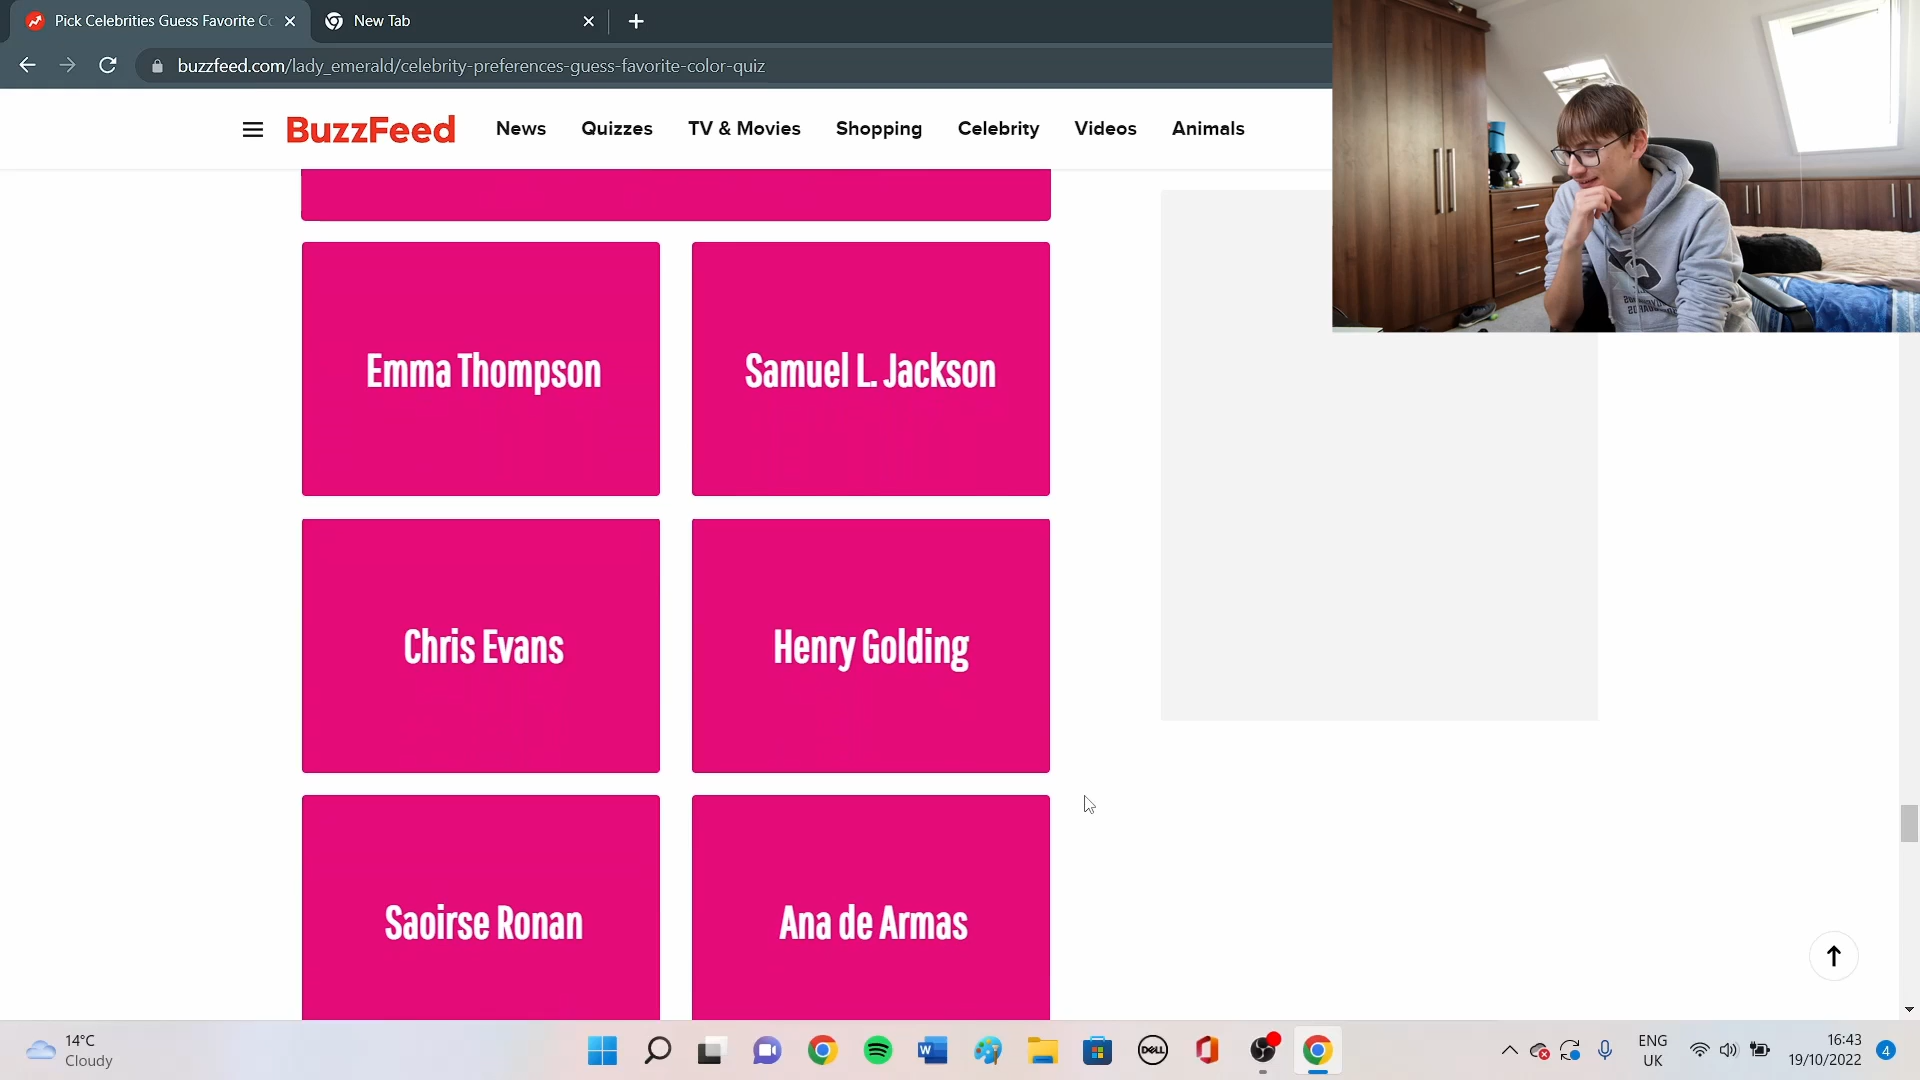 Pick Celebrities Guess Favorite Co
New Tab
buzzfeed.com/lady_emerald/celebrity-preferences-guess-favorite-color-quiz
BuzzFeed
News
Quizzes
TV & Movies
Shopping
Celebrity
Videos
Animals
Emma Thompson
Samuel L. Jackson
Chris Evans
Henry Golding
Saoirse Ronan
Ana de Armas
14°C
Cloudy
W
DELL
ENG
UK
16:43
19/10/2022
4